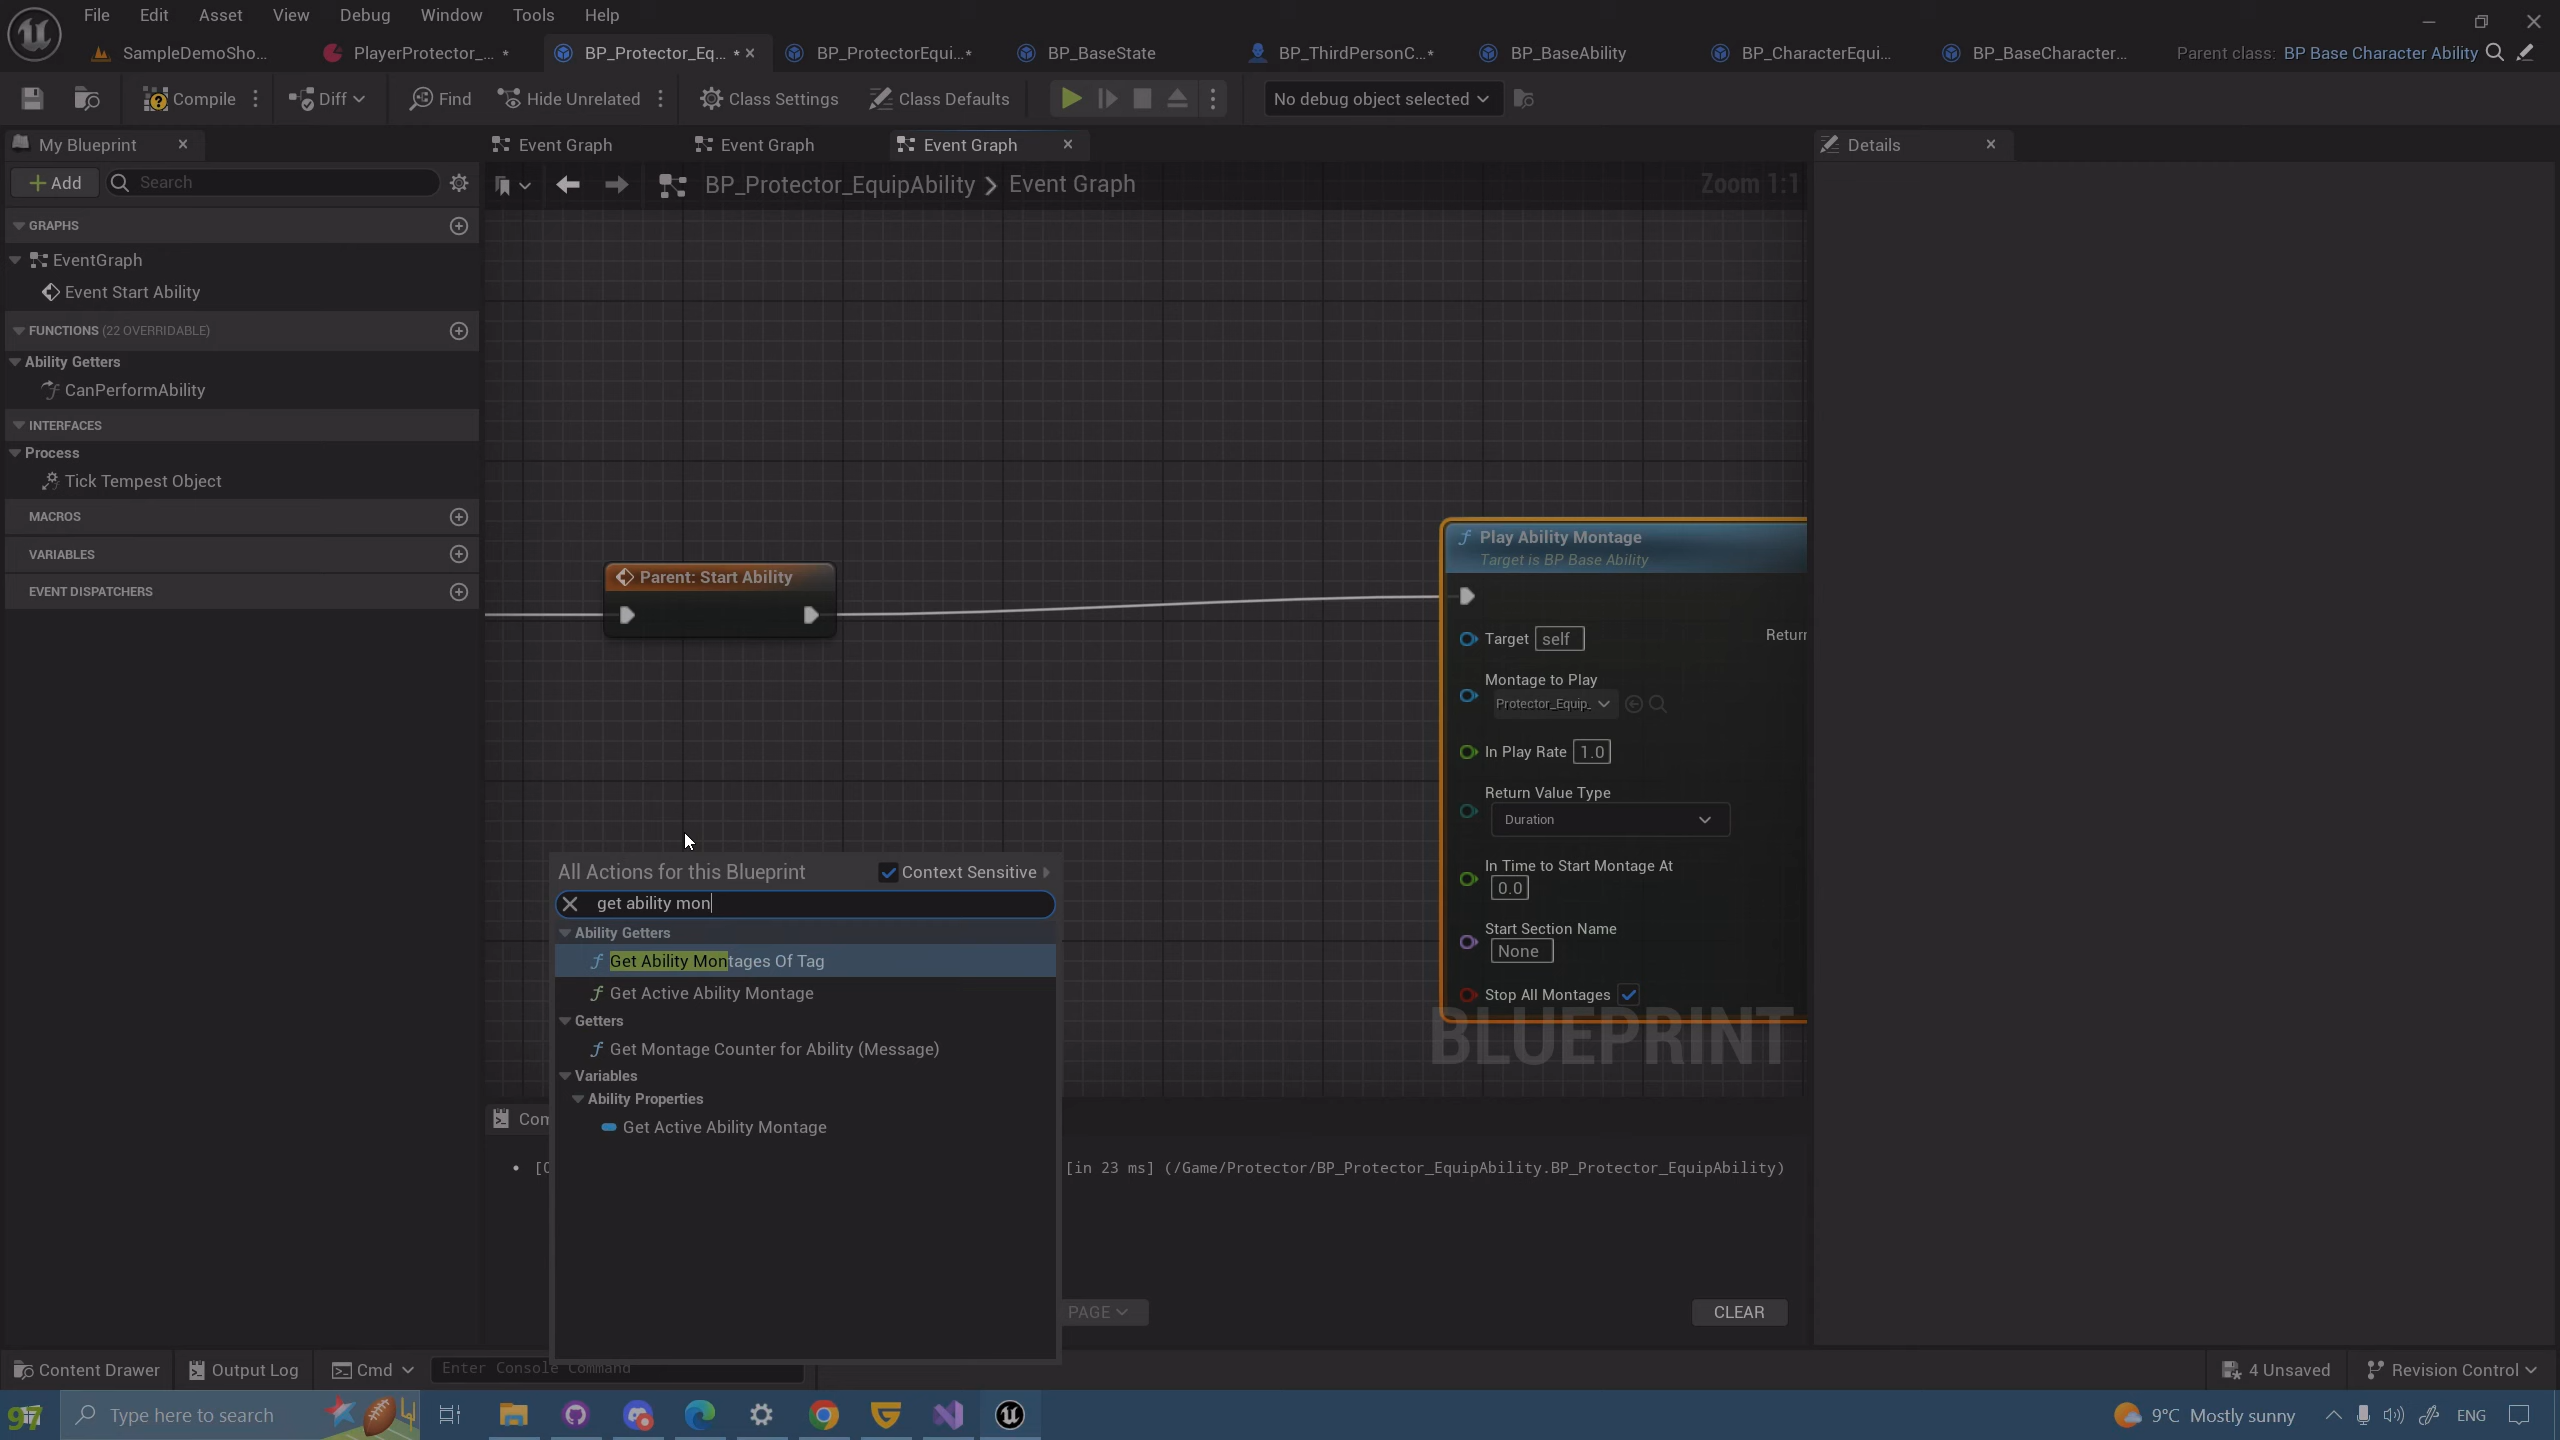 File Edit Asset View Debug Window Tools Help
SampleDemoSho... PlayerProtector_... * BP_Protector_Eq... * BP_ProtectorEqui... * BP_BaseState BP_ThirdPersonC... * BP_BaseAbility BP_CharacterEqui... BP_BaseCharacter... Parent class: BP Base Character Ability
Compile Diff Find Hide Unrelated Class Settings Class Defaults No debug object selected
My Blueprint Event Graph Event Graph Event Graph Details
Add Search BP_Protector_EquipAbility > Event Graph Zoom 1:1
GRAPHS
EventGraph
Event Start Ability
FUNCTIONS (22 OVERRIDABLE)
Ability Getters
CanPerformAbility
INTERFACES
Process
Tick Tempest Object
MACROS
VARIABLES
EVENT DISPATCHERS
Parent: Start Ability
Play Ability Montage
Target is BP Base Ability
Target self Return
Montage to Play
Protector_Equip_
In Play Rate 1.0
Return Value Type
Duration
In Time to Start Montage At
0.0
Start Section Name
None
Stop All Montages
BLUEPRINT
All Actions for this Blueprint Context Sensitive
get ability mon
Ability Getters
Get Ability Montages Of Tag
Get Active Ability Montage
Getters
Get Montage Counter for Ability (Message)
Variables
Ability Properties
Get Active Ability Montage
[in 23 ms] (/Game/Protector/BP_Protector_EquipAbility.BP_Protector_EquipAbility)
PAGE CLEAR
Content Drawer Output Log Cmd Enter Console Command 4 Unsaved Revision Control
97 Type here to search 9°C Mostly sunny ENG